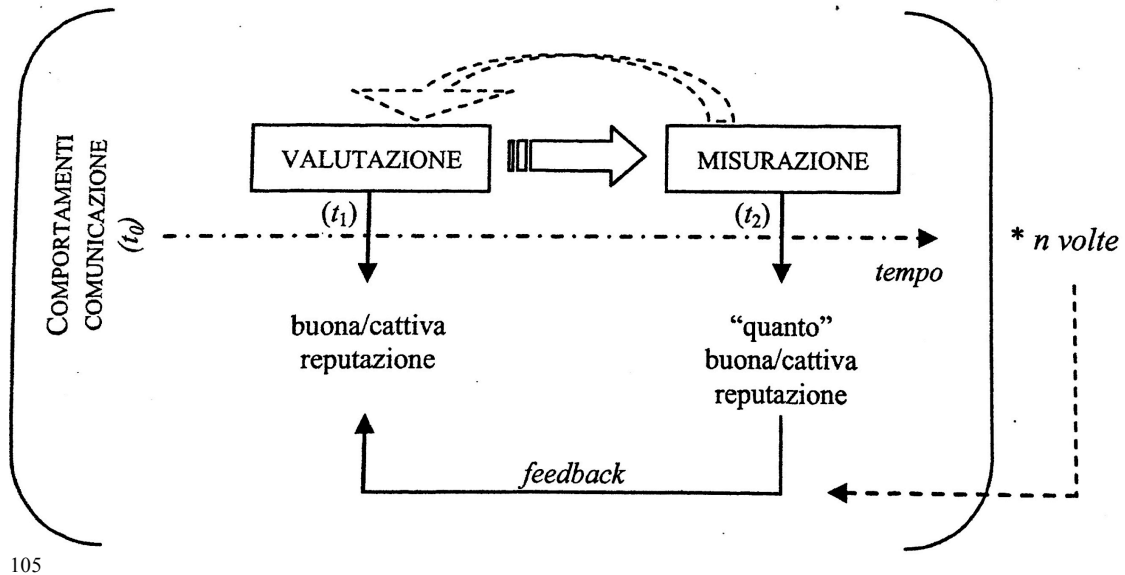 COMPORTAMENTI
COMUNICAZIONE
(t0)
VALUTAZIONE
MISURAZIONE
(t1)
(t2)
tempo
* n volte
buona/cattiva
reputazione
“quanto”
buona/cattiva
reputazione
feedback
105